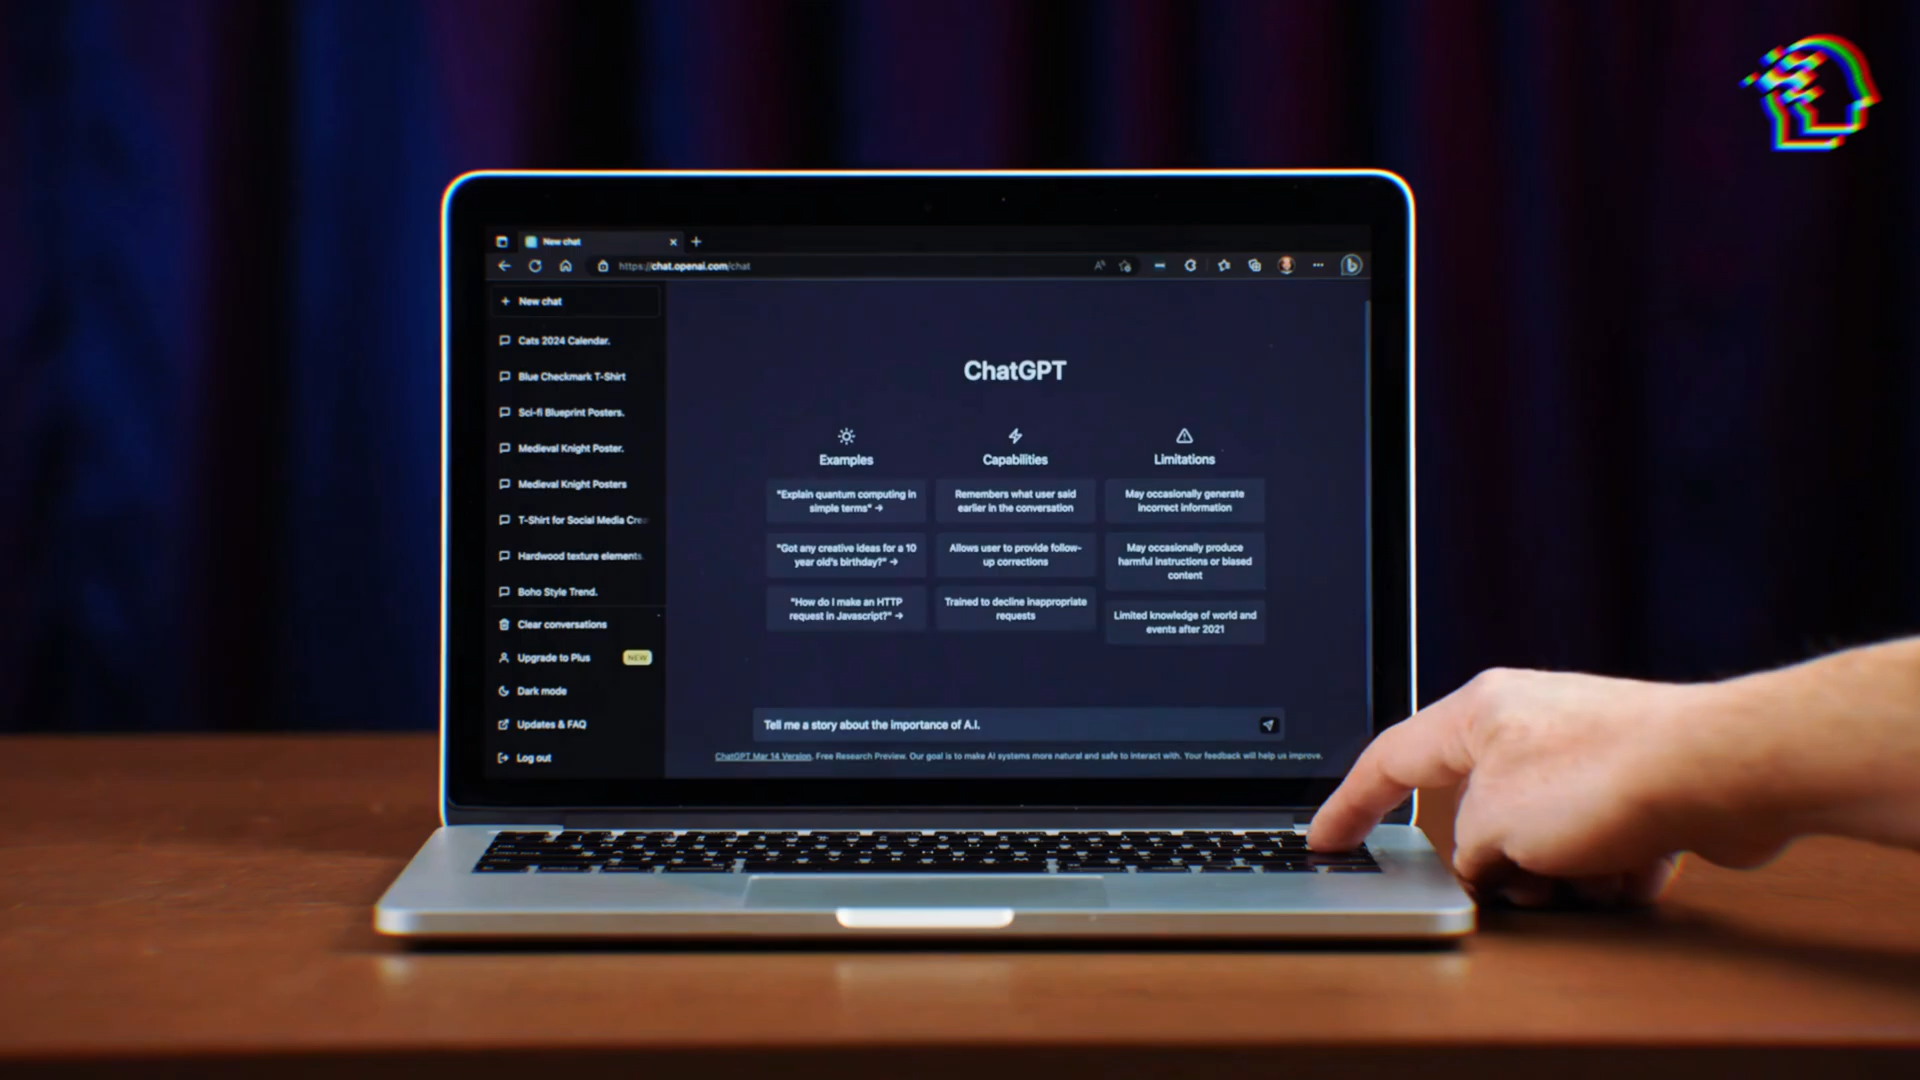 New chat
https://chat.openai.com/chat
New chat
Cats 2024 Calendar.
Blue Checkmark T-Shirt
Sci-fi Blueprint Posters.
Medieval Knight Poster.
Medieval Knight Posters
T-Shirt for Social Media Cre
Hardwood texture elements.
Boho Style Trend.
Clear conversations
Upgrade to Plus
NEW
Dark mode
Updates & FAQ
Log out
ChatGPT
Examples
"Explain quantum computing in
simple terms" →
"Got any creative ideas for a 10
year old's birthday?" →
"How do I make an HTTP
request in Javascript?" →
Capabilities
Remembers what user said
earlier in the conversation
Allows user to provide follow-
up corrections
Trained to decline inappropriate
requests
Limitations
May occasionally generate
incorrect information
May occasionally produce
harmful instructions or biased
content
Limited knowledge of world and
events after 2021
Tell me a story about the importance of A.I.
ChatGPT Mar 14 Version. Free Research Preview. Our goal is to make AI systems more natural and safe to interact with. Your feedback will help us improve.